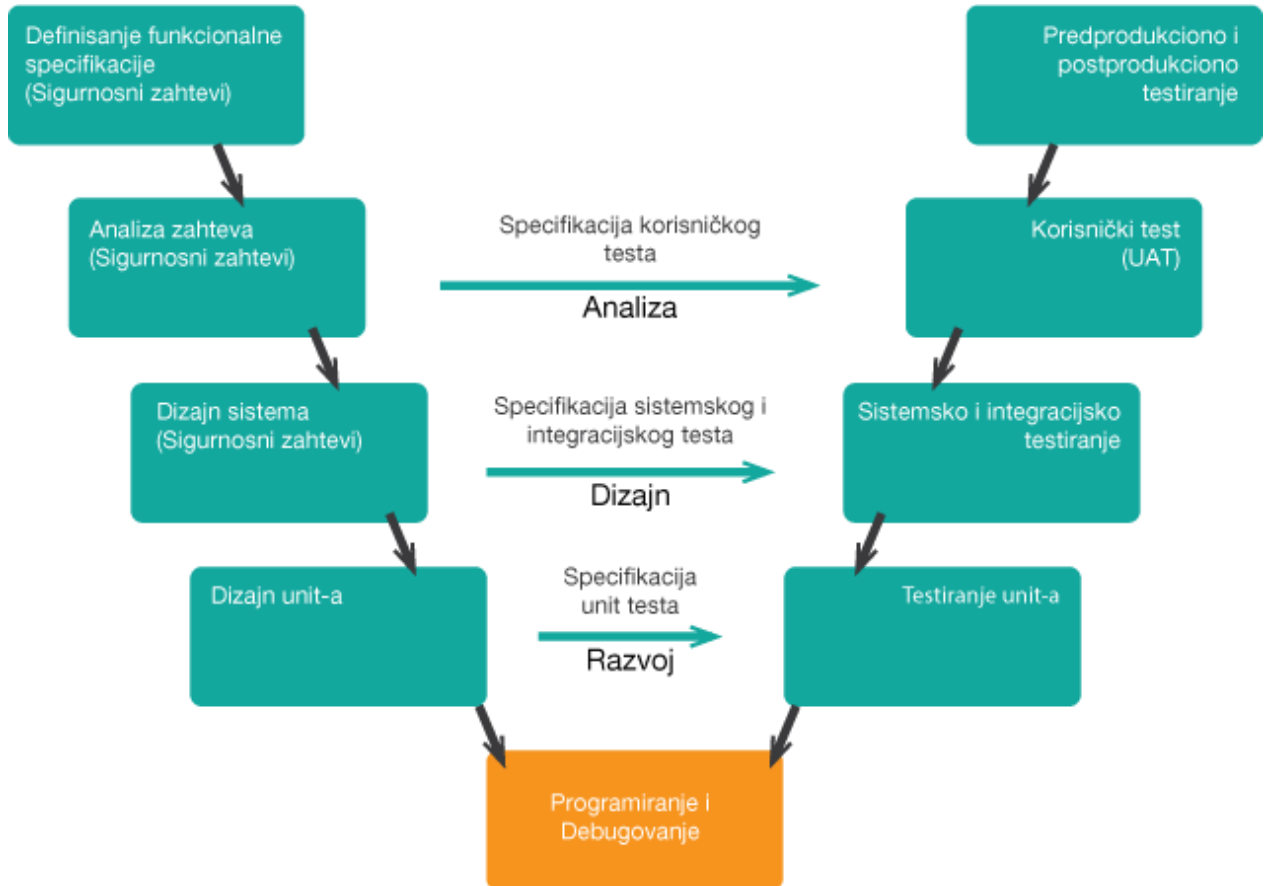 Definisanje funkcionalne
specifikacije
(Sigurnosni zahtevi)
Predprodukciono i
postprodukciono
testiranje
Analiza zahteva
(Sigurnosni zahtevi)
Specifikacija korisničkog
testa
Analiza
Korisnički test
(UAT)
Dizajn sistema
(Sigurnosni zahtevi)
Specifikacija sistemskog i
integracijskog testa
Dizajn
Sistemsko i integracijsko
testiranje
Dizajn unit-a
Specifikacija
unit testa
Razvoj
Testiranje unit-a
Programiranje i
Debugovanje